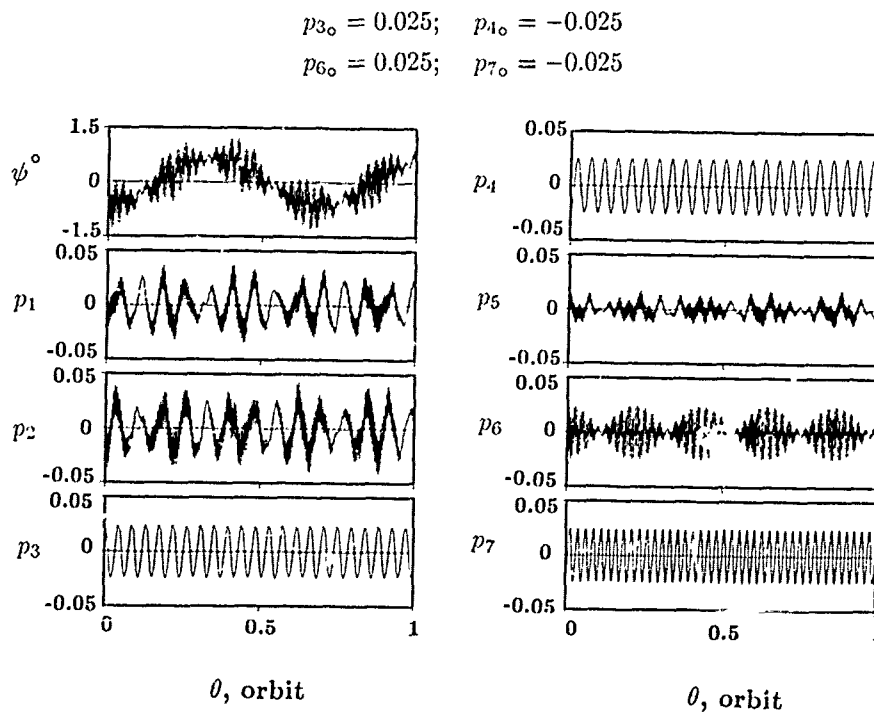 p₃ₒ = 0.025; p₄ₒ = −0.025
p₆ₒ = 0.025; p₇ₒ = −0.025
ψ°
1.5
0
-1.5
p₁
0.05
0
-0.05
p₂
0.05
0
-0.05
p₃
0.05
0
-0.05
0 0.5 1
θ, orbit
p₄
0.05
0
-0.05
p₅
0.05
0
-0.05
p₆
0.05
0
-0.05
p₇
0.05
0
-0.05
0 0.5 1
θ, orbit